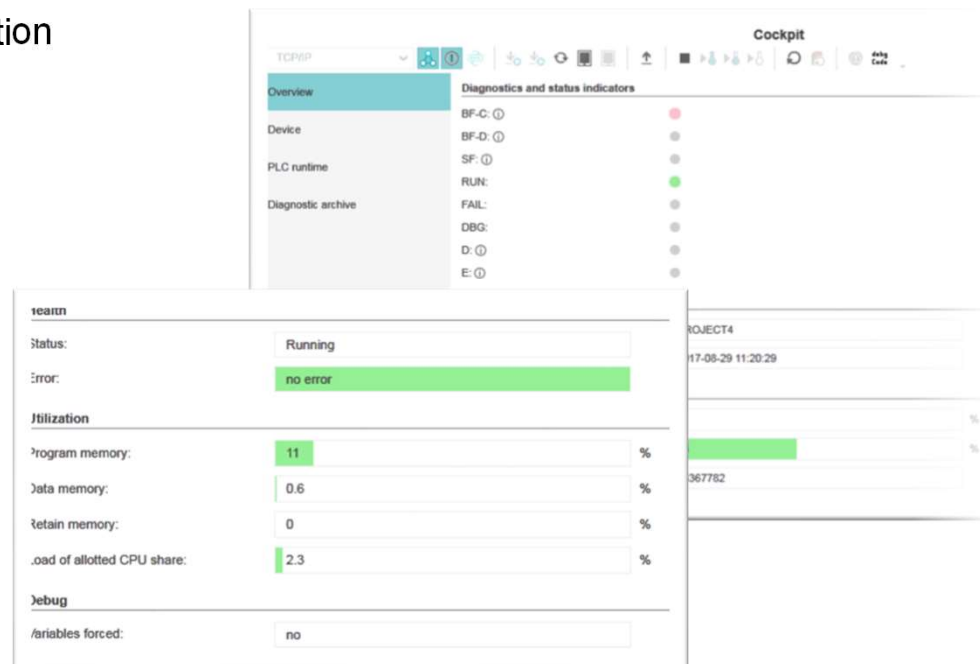 tion
Cockpit
TCP/IP
debg
Code
Overview
Device
PLC runtime
Diagnostic archive
Diagnostics and status indicators
BF-C:
BF-D:
SF:
RUN:
FAIL:
DBG:
D:
E:
ROJECT4
17-08-29 11:20:29
%
%
367782
Health
Status: Running
Error: no error
Utilization
Program memory: 11 %
Data memory: 0.6 %
Retain memory: 0 %
Load of allotted CPU share: 2.3 %
Debug
Variables forced: no